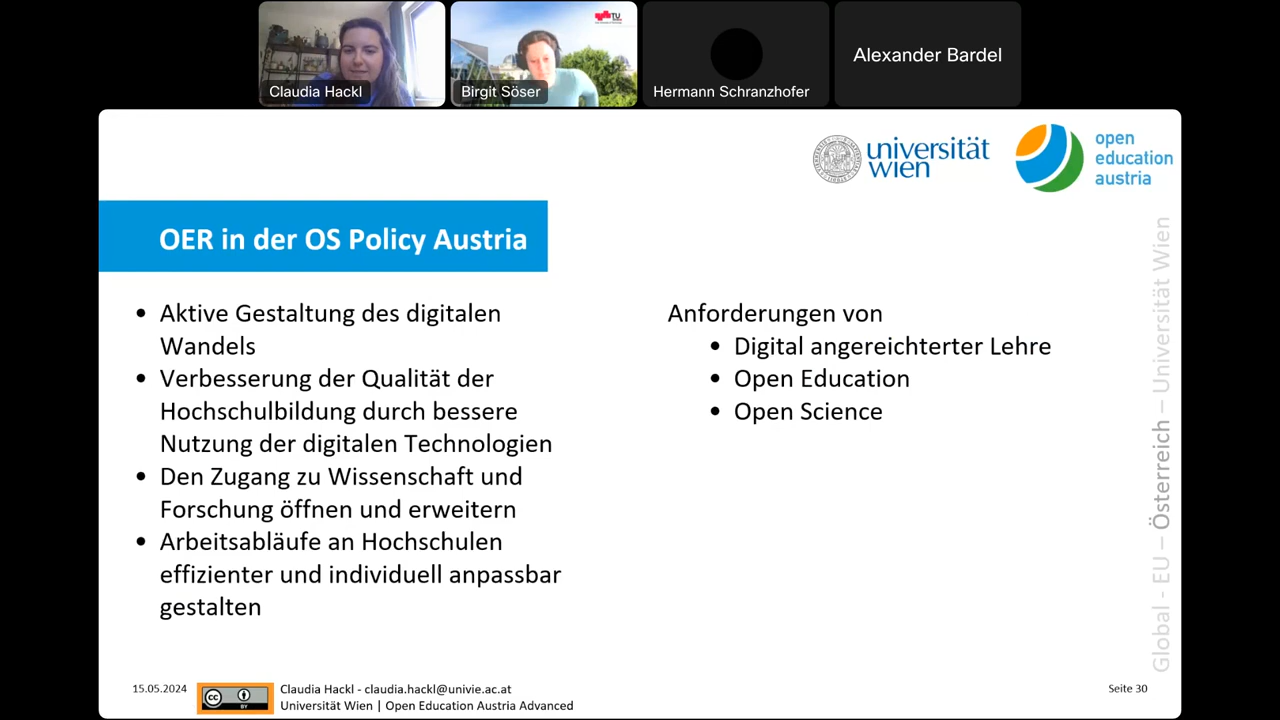 TU
Claudia Hackl
Birgit Söser
Hermann Schranzhofer
Alexander Bardel
universität
wien
open
education
austria
OER in der OS Policy Austria
Aktive Gestaltung des digitalen
Wandels
Verbesserung der Qualität der
Hochschulbildung durch bessere
Nutzung der digitalen Technologien
Den Zugang zu Wissenschaft und
Forschung öffnen und erweitern
Arbeitsabläufe an Hochschulen
effizienter und individuell anpassbar
gestalten
Anforderungen von
Digital angereichterter Lehre
Open Education
Open Science
Global - EU – Österreich – Universität Wien
15.05.2024
cc
BY
Claudia Hackl - claudia.hackl@univie.ac.at
Universität Wien | Open Education Austria Advanced
Seite 30